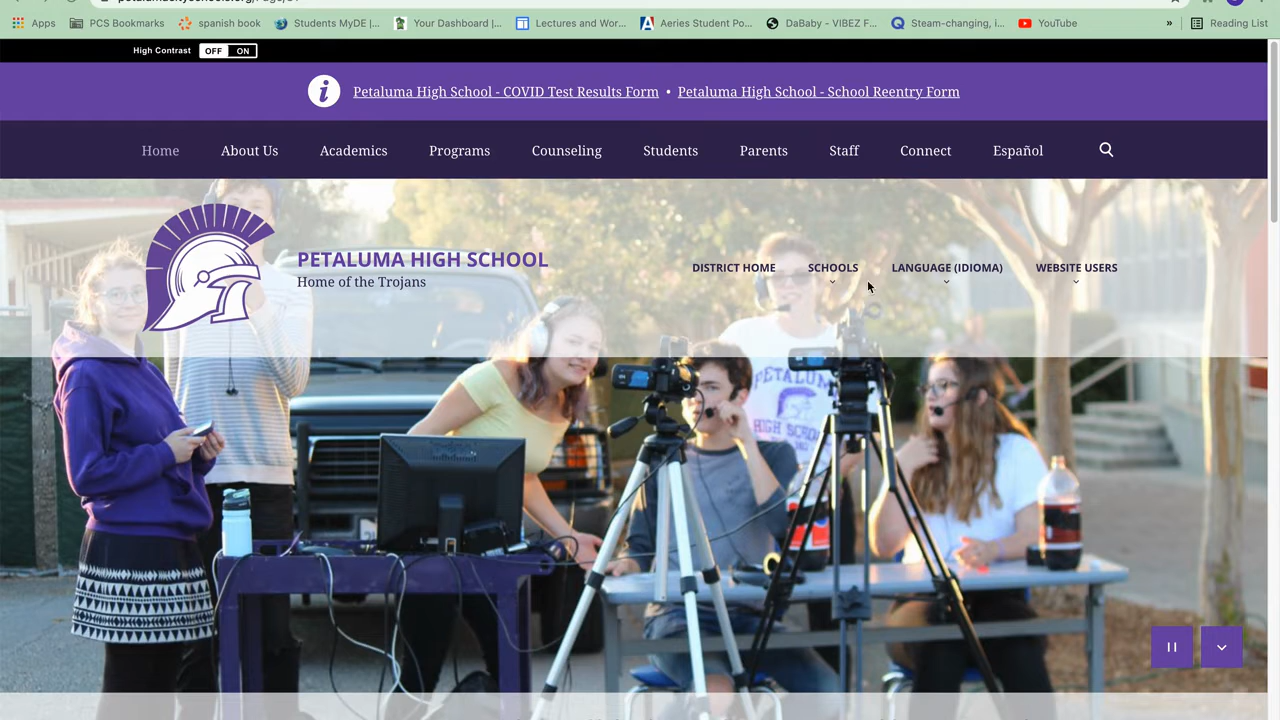 Apps PCS Bookmarks spanish book Students MyDE |... Your Dashboard |... Lectures and Wor... Aeries Student Po... DaBaby - VIBEZ F... Steam-changing, i... YouTube » Reading List
High Contrast OFF ON
Petaluma High School - COVID Test Results Form • Petaluma High School - School Reentry Form
Home About Us Academics Programs Counseling Students Parents Staff Connect Español
PETALUMA HIGH SCHOOL
Home of the Trojans
DISTRICT HOME SCHOOLS LANGUAGE (IDIOMA) WEBSITE USERS
PETALUMA
HIGH SCHOOL